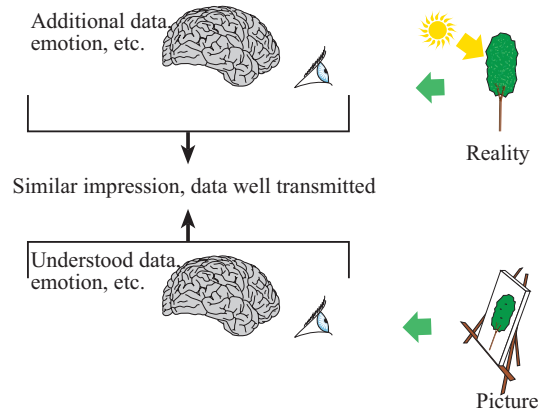 Additional data,
emotion, etc.
Reality
Similar impression, data well transmitted
Understood data,
emotion, etc.
Picture